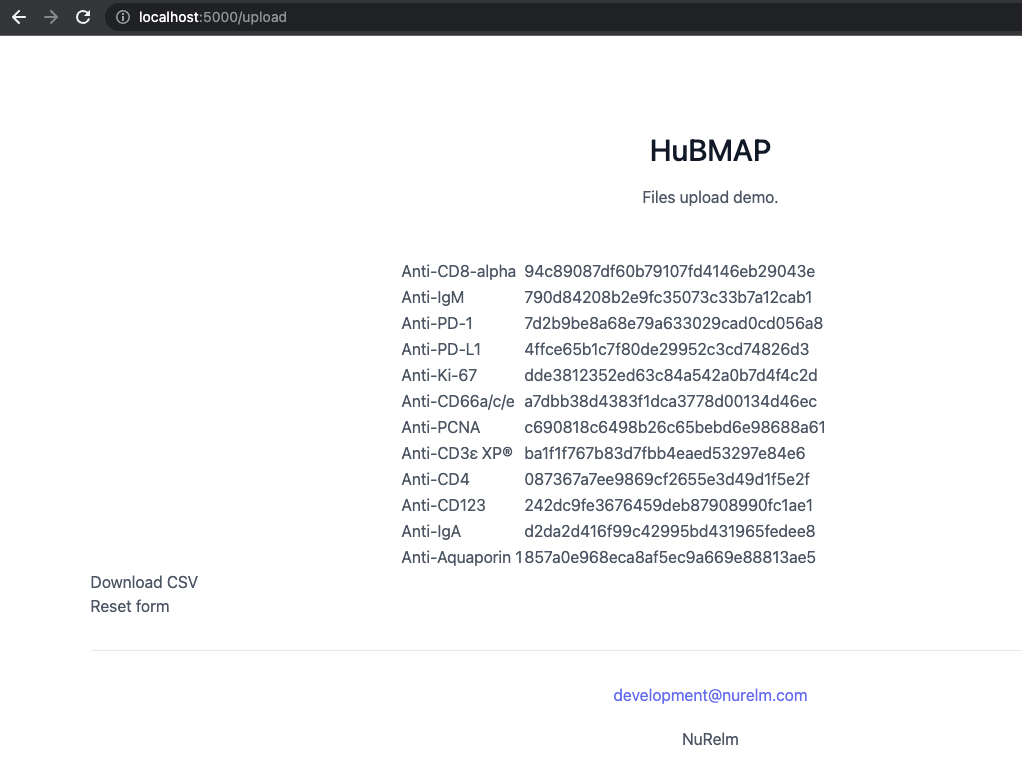 localhost:5000/upload
HuBMAP
Files upload demo.
Anti-CD8-alpha 94c89087df60b79107fd4146eb29043e
Anti-IgM 790d84208b2e9fc35073c33b7a12cab1
Anti-PD-1 7d2b9be8a68e79a633029cad0cd056a8
Anti-PD-L1 4ffce65b1c7f80de29952c3cd74826d3
Anti-Ki-67 dde3812352ed63c84a542a0b7d4f4c2d
Anti-CD66a/c/e a7dbb38d4383f1dca3778d00134d46ec
Anti-PCNA c690818c6498b26c65bebd6e98688a61
Anti-CD3ε XP® ba1f1f767b83d7fbb4eaed53297e84e6
Anti-CD4 087367a7ee9869cf2655e3d49d1f5e2f
Anti-CD123 242dc9fe3676459deb87908990fc1ae1
Anti-IgA d2da2d416f99c42995bd431965fedee8
Anti-Aquaporin 1 857a0e968eca8af5ec9a669e88813ae5
Download CSV
Reset form
development@nurelm.com
NuRelm